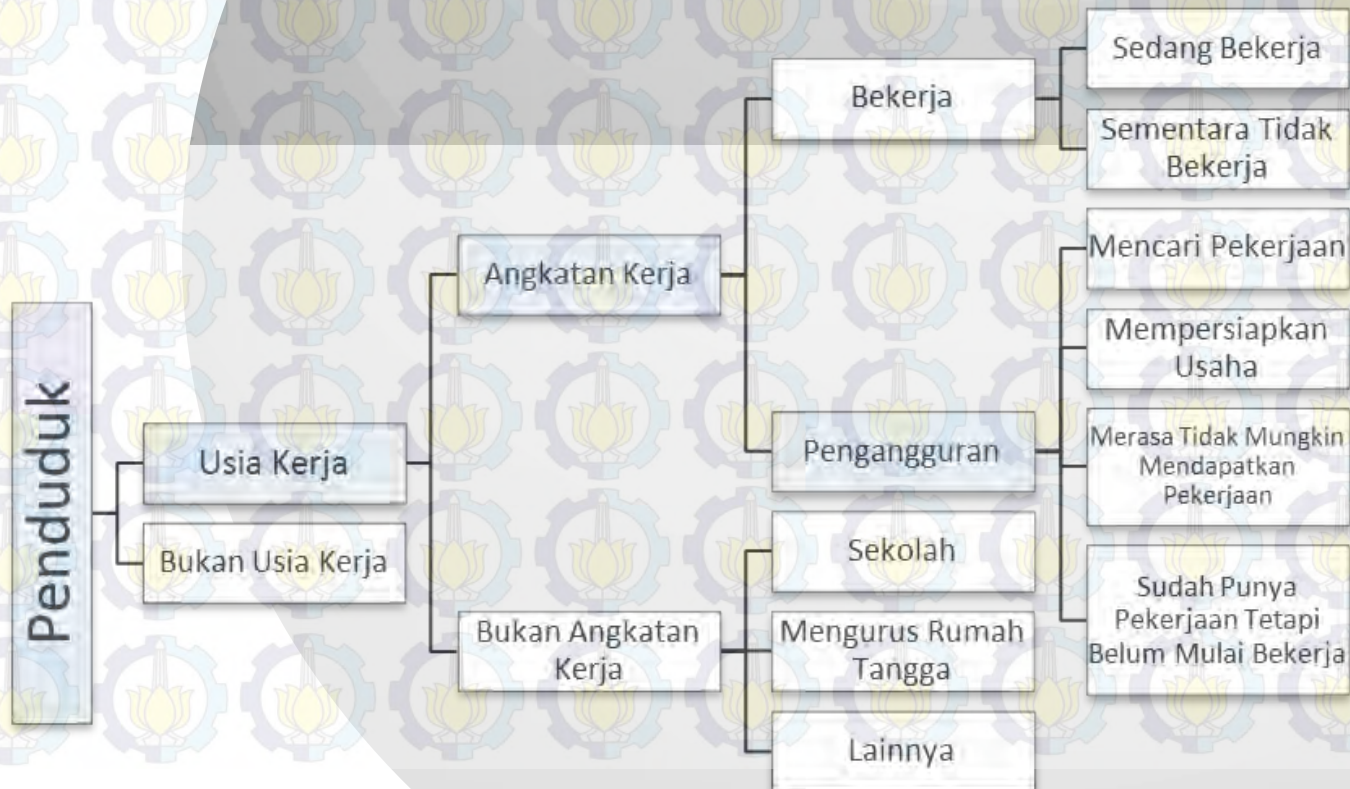 Penduduk
Usia Kerja
Bukan Usia Kerja
Angkatan Kerja
Bukan Angkatan
Kerja
Bekerja
Pengangguran
Sekolah
Mengurus Rumah
Tangga
Lainnya
Sedang Bekerja
Sementara Tidak
Bekerja
Mencari Pekerjaan
Mempersiapkan
Usaha
Merasa Tidak Mungkin
Mendapatkan
Pekerjaan
Sudah Punya
Pekerjaan Tetapi
Belum Mulai Bekerja